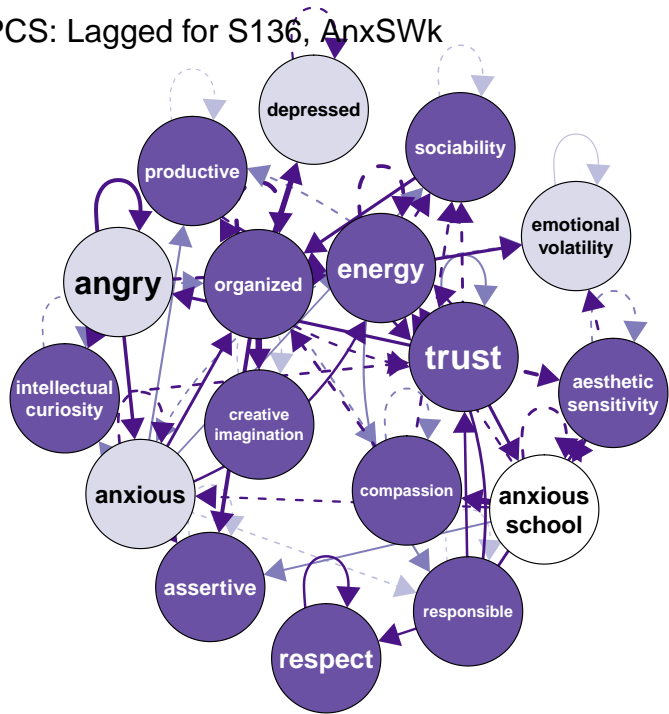 PCS: Lagged for S136, AnxSWk
depressed
sociability
productive
emotional
volatility
angry
organized
energy
trust
intellectual
curiosity
creative
imagination
aesthetic
sensitivity
anxious
compassion
anxious
school
assertive
responsible
respect